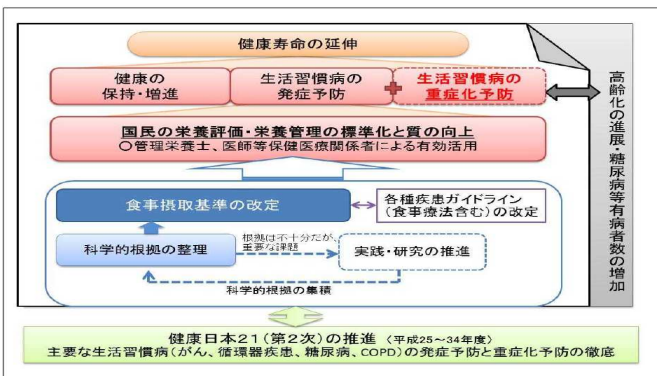 健康寿命の延伸
健康の
保持・増進
生活習慣病の
発症予防
生活習慣病の
重症化予防
国民の栄養評価・栄養管理の標準化と質の向上
〇管理栄養士、医師等保健医療関係者による有効活用
食事摂取基準の改定
各種疾患ガイドライン
(食事療法含む)の改定
科学的根拠の整理
根拠は不十分だが、
重要な課題
実践・研究の推進
科学的根拠の集積
高齢化の進展・糖尿病等有病者数の増加
健康日本21(第2次)の推進 (平成25~34年度)
主要な生活習慣病(がん、循環器疾患、糖尿病、COPD)の発症予防と重症化予防の徹底